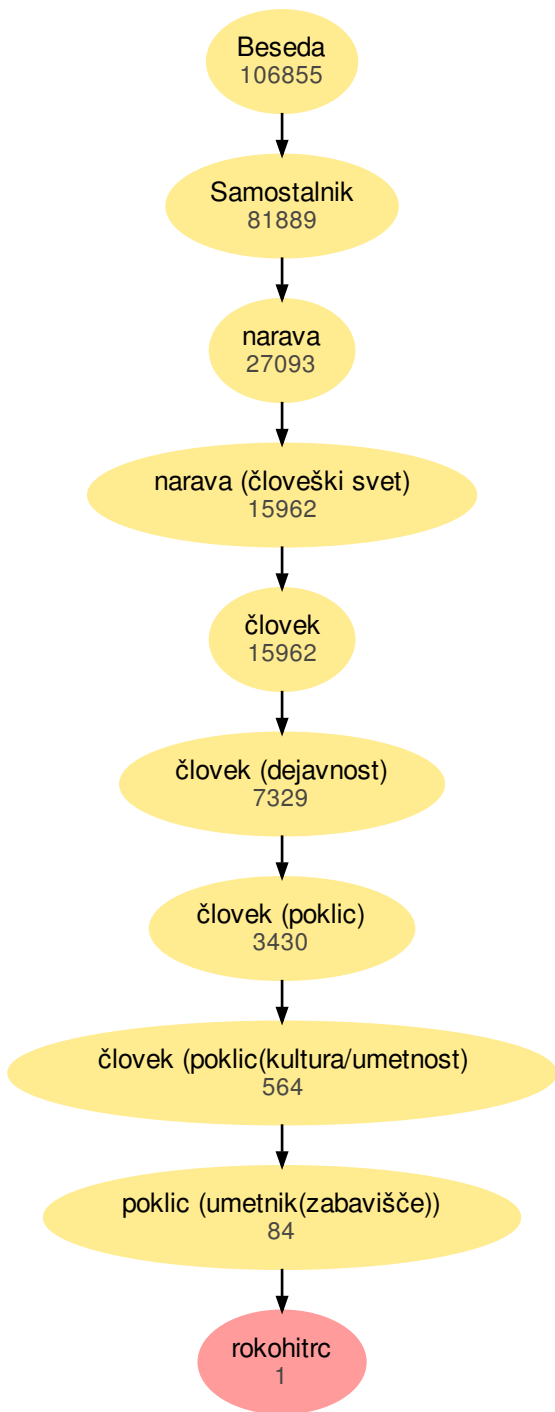 Beseda
106855
Samostalnik
81889
narava
27093
narava (človeški svet)
15962
človek
15962
človek (dejavnost)
7329
človek (poklic)
3430
človek (poklic(kultura/umetnost)
564
poklic (umetnik(zabavišče))
84
rokohitrc
1